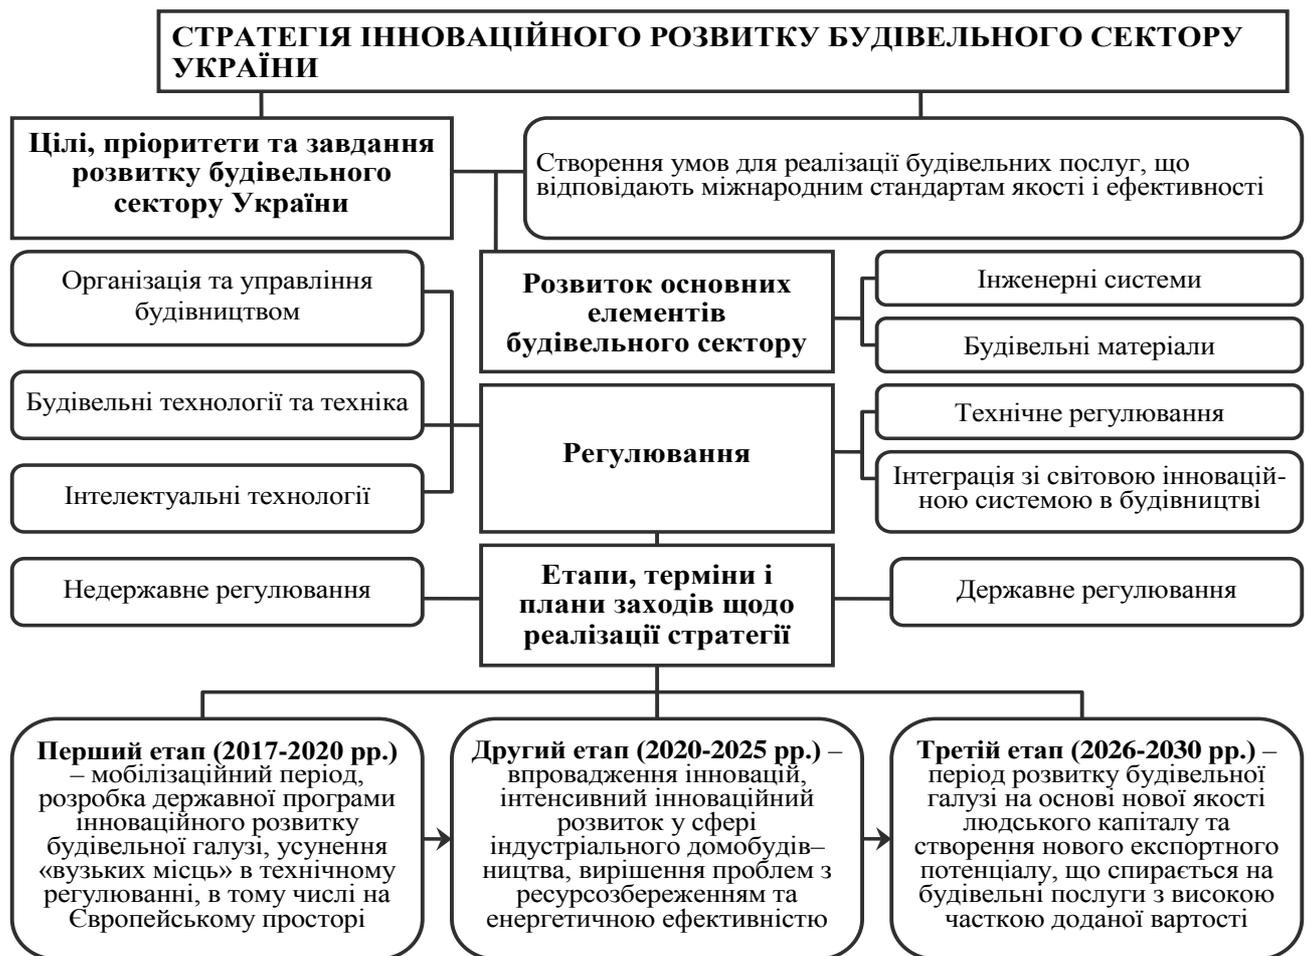 СТРАТЕГІЯ ІННОВАЦІЙНОГО РОЗВИТКУ БУДІВЕЛЬНОГО СЕКТОРУ
УКРАЇНИ
Цілі, пріоритети та завдання
розвитку будівельного
сектору України
Створення умов для реалізації будівельних послуг, що
відповідають міжнародним стандартам якості і ефективності
Організація та управління
будівництвом
Розвиток основних
елементів
будівельного сектору
Інженерні системи
Будівельні матеріали
Будівельні технології та техніка
Регулювання
Технічне регулювання
Інтелектуальні технології
Інтеграція зі світовою інновацій-
ною системою в будівництві
Недержавне регулювання
Етапи, терміни і
плани заходів щодо
реалізації стратегії
Державне регулювання
Перший етап (2017-2020 рр.)
– мобілізаційний період,
розробка державної програми
інноваційного розвитку
будівельної галузі, усунення
«вузьких місць» в технічному
регулюванні, в тому числі на
Європейському просторі
Другий етап (2020-2025 рр.) –
впровадження інновацій,
інтенсивний інноваційний
розвиток у сфері
індустріального домобудів–
ництва, вирішення проблем з
ресурсозбереженням та
енергетичною ефективністю
Третій етап (2026-2030 рр.) –
період розвитку будівельної
галузі на основі нової якості
людського капіталу та
створення нового експортного
потенціалу, що спирається на
будівельні послуги з високою
часткою доданої вартості